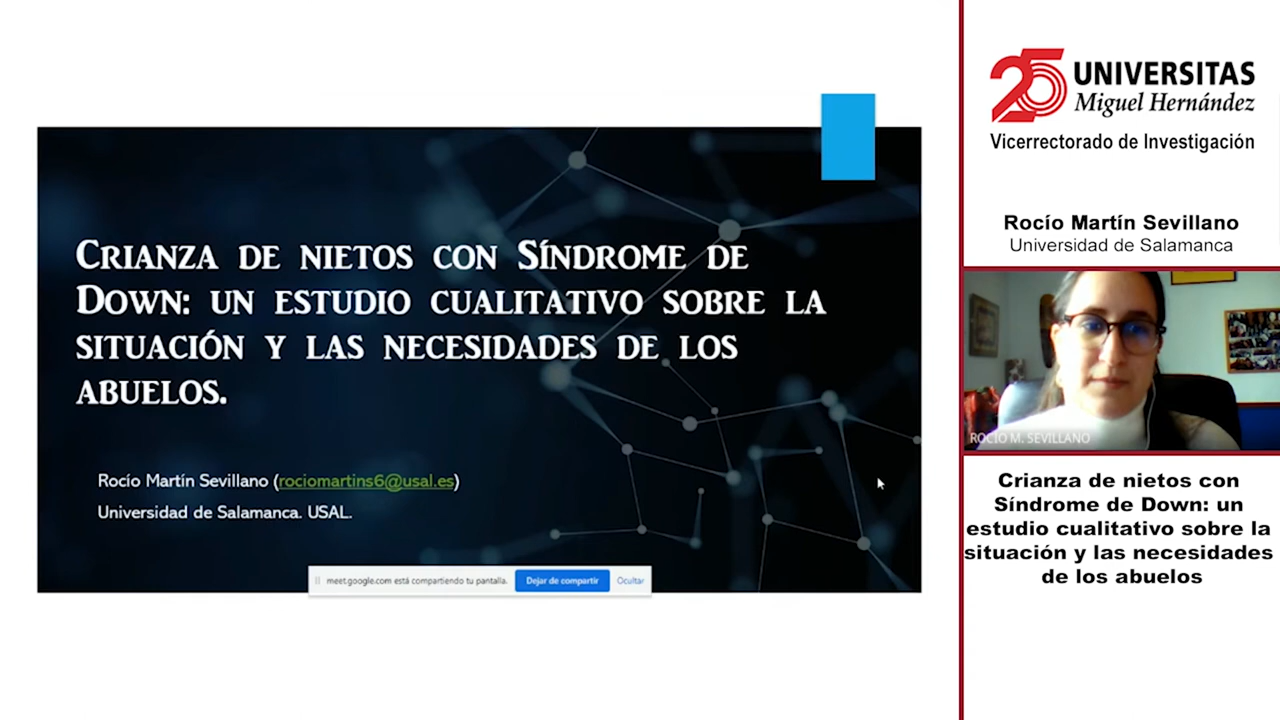 Crianza de nietos con Síndrome de
Down: un estudio cualitativo sobre la
situación y las necesidades de los
abuelos.
Rocío Martín Sevillano (rociomartins6@usal.es)
Universidad de Salamanca. USAL.
meet.google.com está compartiendo tu pantalla.
Dejar de compartir
Ocultar
25 UNIVERSITAS
Miguel Hernández
Vicerrectorado de Investigación
Rocío Martín Sevillano
Universidad de Salamanca
ROCÍO M. SEVILLANO
Crianza de nietos con
Síndrome de Down: un
estudio cualitativo sobre la
situación y las necesidades
de los abuelos